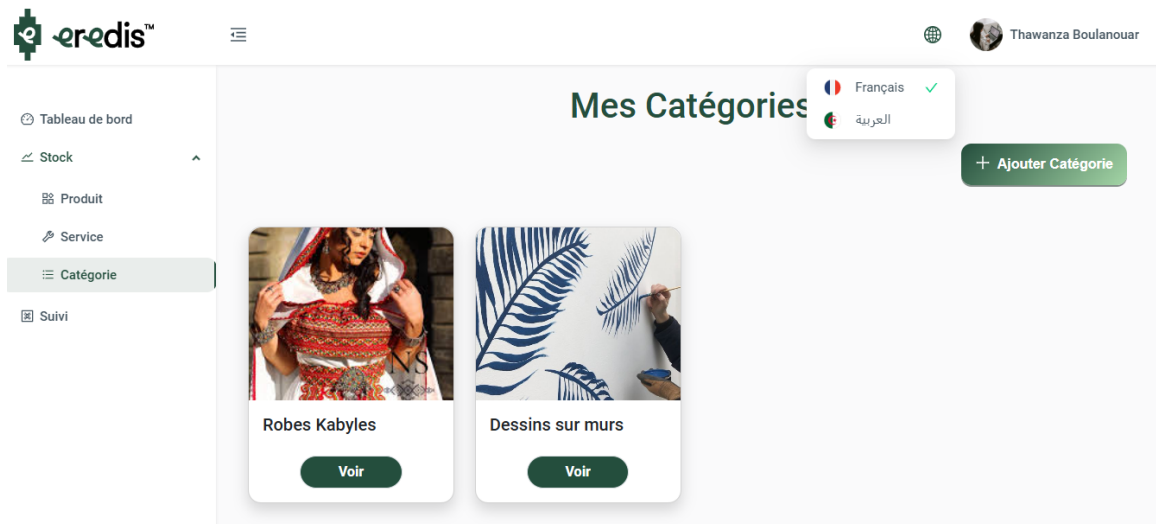 eredis™
Thawanza Boulanouar
Français
العربية
Mes Catégories
Ajouter Catégorie
Tableau de bord
Stock
Produit
Service
Catégorie
Suivi
NS
Robes Kabyles
Dessins sur murs
Voir
Voir